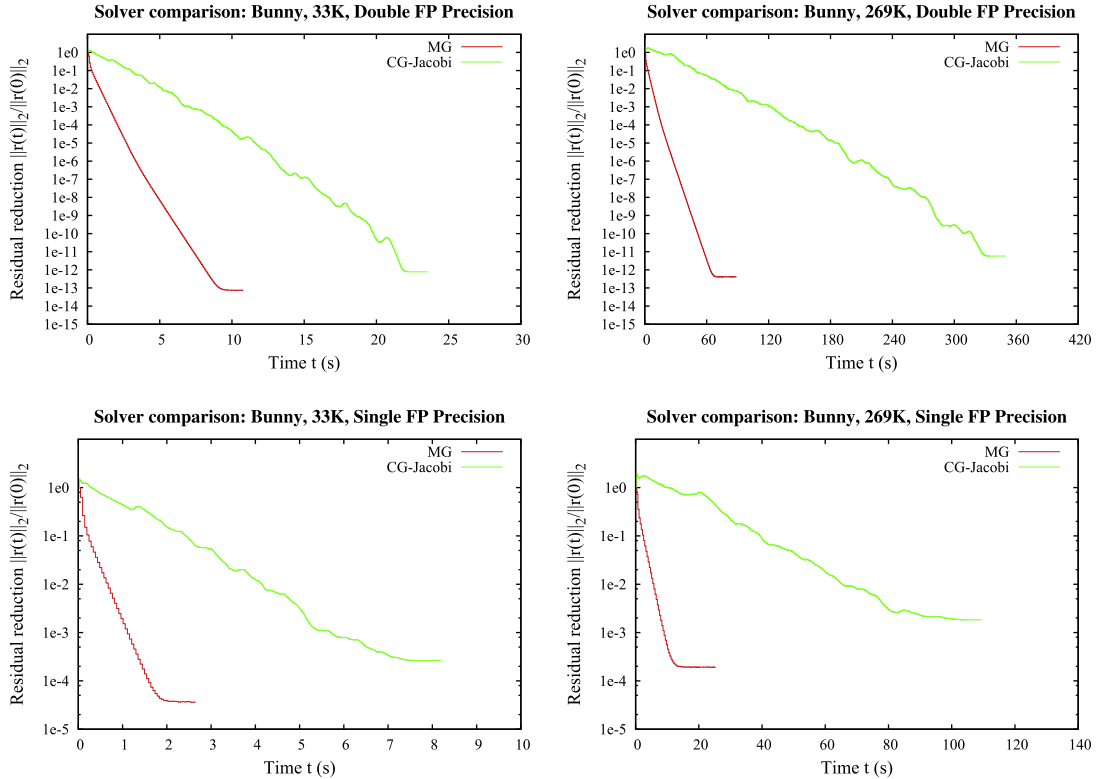 Solver comparison: Bunny, 33K, Double FP Precision
Residual reduction ||r(t)||_2/||r(0)||_2
1e0
1e-1
1e-2
1e-3
1e-4
1e-5
1e-6
1e-7
1e-8
1e-9
1e-10
1e-11
1e-12
1e-13
1e-14
1e-15
MG
CG-Jacobi
0 5 10 15 20 25 30
Time t (s)
Solver comparison: Bunny, 269K, Double FP Precision
Residual reduction ||r(t)||_2/||r(0)||_2
1e0
1e-1
1e-2
1e-3
1e-4
1e-5
1e-6
1e-7
1e-8
1e-9
1e-10
1e-11
1e-12
1e-13
1e-14
1e-15
MG
CG-Jacobi
0 60 120 180 240 300 360 420
Time t (s)
Solver comparison: Bunny, 33K, Single FP Precision
Residual reduction ||r(t)||_2/||r(0)||_2
1e0
1e-1
1e-2
1e-3
1e-4
1e-5
MG
CG-Jacobi
0 1 2 3 4 5 6 7 8 9 10
Time t (s)
Solver comparison: Bunny, 269K, Single FP Precision
Residual reduction ||r(t)||_2/||r(0)||_2
1e0
1e-1
1e-2
1e-3
1e-4
1e-5
MG
CG-Jacobi
0 20 40 60 80 100 120 140
Time t (s)